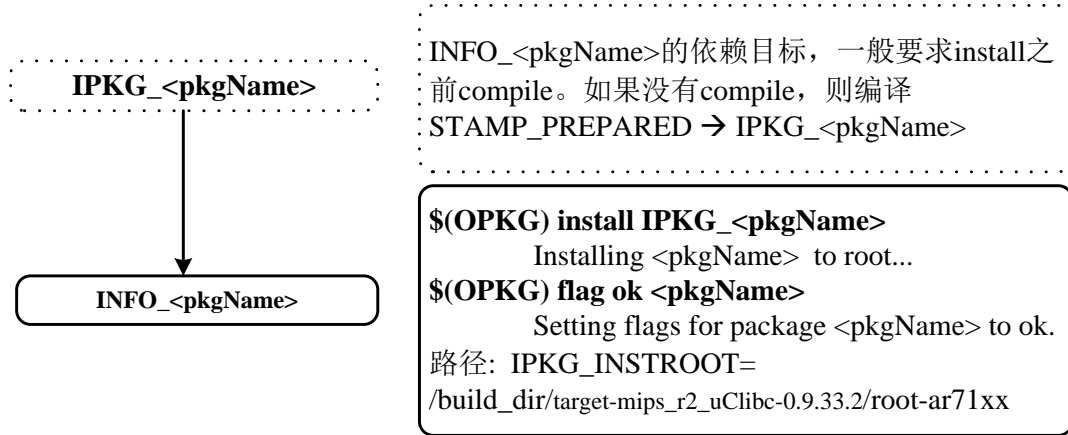 IPKG_<pkgName>
INFO_<pkgName>的依赖目标，一般要求install之
前compile。如果没有compile，则编译
STAMP_PREPARED → IPKG_<pkgName>
INFO_<pkgName>
$(OPKG) install IPKG_<pkgName>
Installing <pkgName> to root...
$(OPKG) flag ok <pkgName>
Setting flags for package <pkgName> to ok.
路径: IPKG_INSTROOT=
/build_dir/target-mips_r2_uClibc-0.9.33.2/root-ar71xx